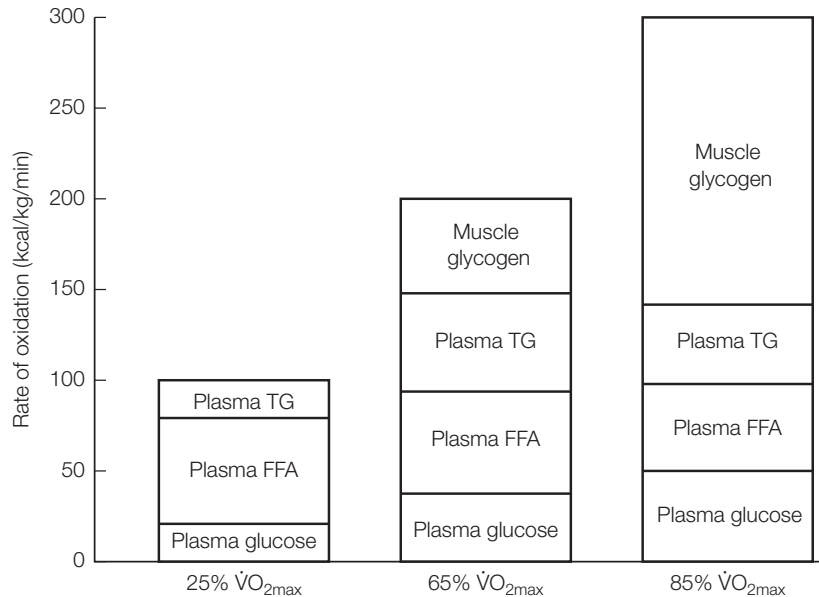 Rate of oxidation (kcal/kg/min)
300
250
200
150
100
50
0
Plasma TG
Plasma FFA
Plasma glucose
25% V̇O2max
Muscle
glycogen
Plasma TG
Plasma FFA
Plasma glucose
65% V̇O2max
Muscle
glycogen
Plasma TG
Plasma FFA
Plasma glucose
85% V̇O2max